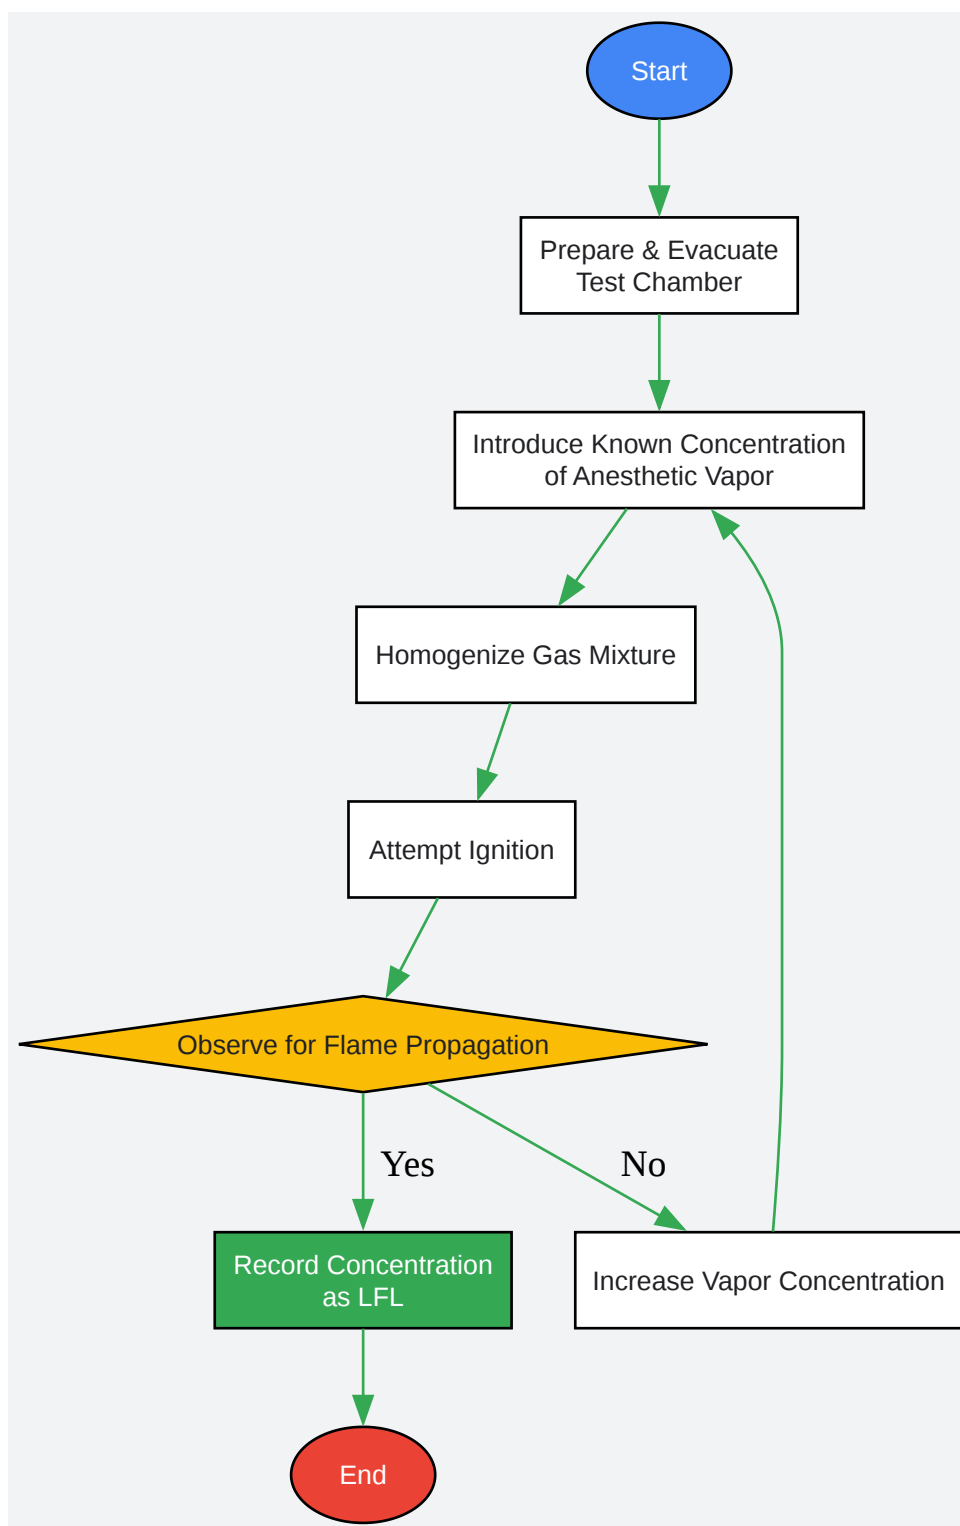 Start
Prepare & Evacuate
Test Chamber
Introduce Known Concentration
of Anesthetic Vapor
Homogenize Gas Mixture
Attempt Ignition
Observe for Flame Propagation
Yes
No
Record Concentration
as LFL
Increase Vapor Concentration
End